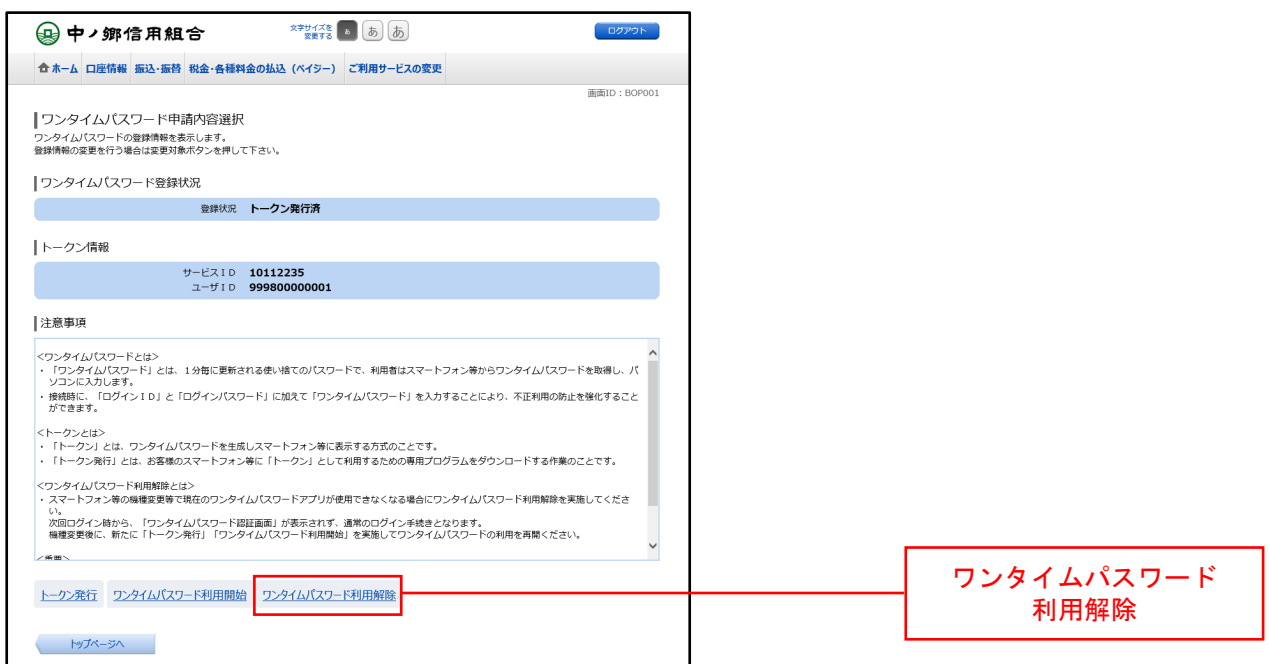 中ノ郷信用組合
文字サイズを
変更する
あ あ あ
ログアウト
ホーム 口座情報 振込・振替 税金・各種料金の払込（ペイジー） ご利用サービスの変更
画面ID：BOP001
ワンタイムパスワード申請内容選択
ワンタイムパスワードの登録情報を表示します。
登録情報の変更を行う場合は変更対象ボタンを押して下さい。
ワンタイムパスワード登録状況
登録状況 トークン発行済
トークン情報
サービスＩＤ 10112235
ユーザＩＤ 999800000001
注意事項
＜ワンタイムパスワードとは＞
・「ワンタイムパスワード」とは、１分毎に更新される使い捨てのパスワードで、利用者はスマートフォン等からワンタイムパスワードを取得し、パ
ソコンに入力します。
・接続時に、「ログインＩＤ」と「ログインパスワード」に加えて「ワンタイムパスワード」を入力することにより、不正利用の防止を強化すること
ができます。
＜トークンとは＞
・「トークン」とは、ワンタイムパスワードを生成しスマートフォン等に表示する方式のことです。
・「トークン発行」とは、お客様のスマートフォン等に「トークン」として利用するための専用プログラムをダウンロードする作業のことです。
＜ワンタイムパスワード利用解除とは＞
・スマートフォン等の機種変更等で現在のワンタイムパスワードアプリが使用できなくなる場合にワンタイムパスワード利用解除を実施してくださ
い。
次回ログイン時から、「ワンタイムパスワード認証画面」が表示されず、通常のログイン手続きとなります。
機種変更後に、新たに「トークン発行」「ワンタイムパスワード利用開始」を実施してワンタイムパスワードの利用を再開ください。
＜重要＞
トークン発行 ワンタイムパスワード利用開始 ワンタイムパスワード利用解除
ワンタイムパスワード
利用解除
トップページへ